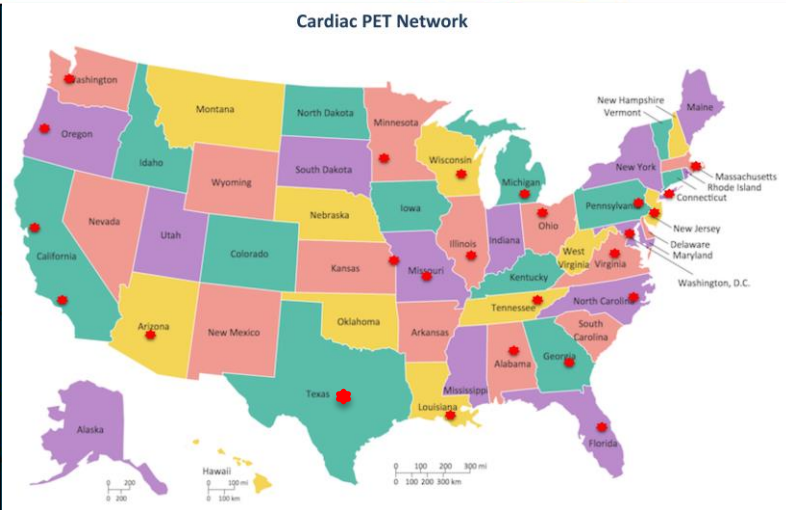 Cardiac PET Network
Washington
Oregon
California
Idaho
Nevada
Montana
Wyoming
Utah
Arizona
Colorado
New Mexico
North Dakota
South Dakota
Nebraska
Kansas
Oklahoma
Texas
Minnesota
Iowa
Missouri
Arkansas
Louisiana
Wisconsin
Illinois
Michigan
Indiana
Ohio
Kentucky
Tennessee
Mississippi
Alabama
Georgia
Florida
South
Carolina
North Carolina
Virginia
West
Virginia
Pennsylvania
New York
New Hampshire
Vermont
Maine
Massachusetts
Rhode Island
Connecticut
New Jersey
Delaware
Maryland
Washington, D.C.
Alaska
0 200
0 200
Hawaii
0 100 mi
0 100 km
0 100 200 300 mi
0 100 200 300 km